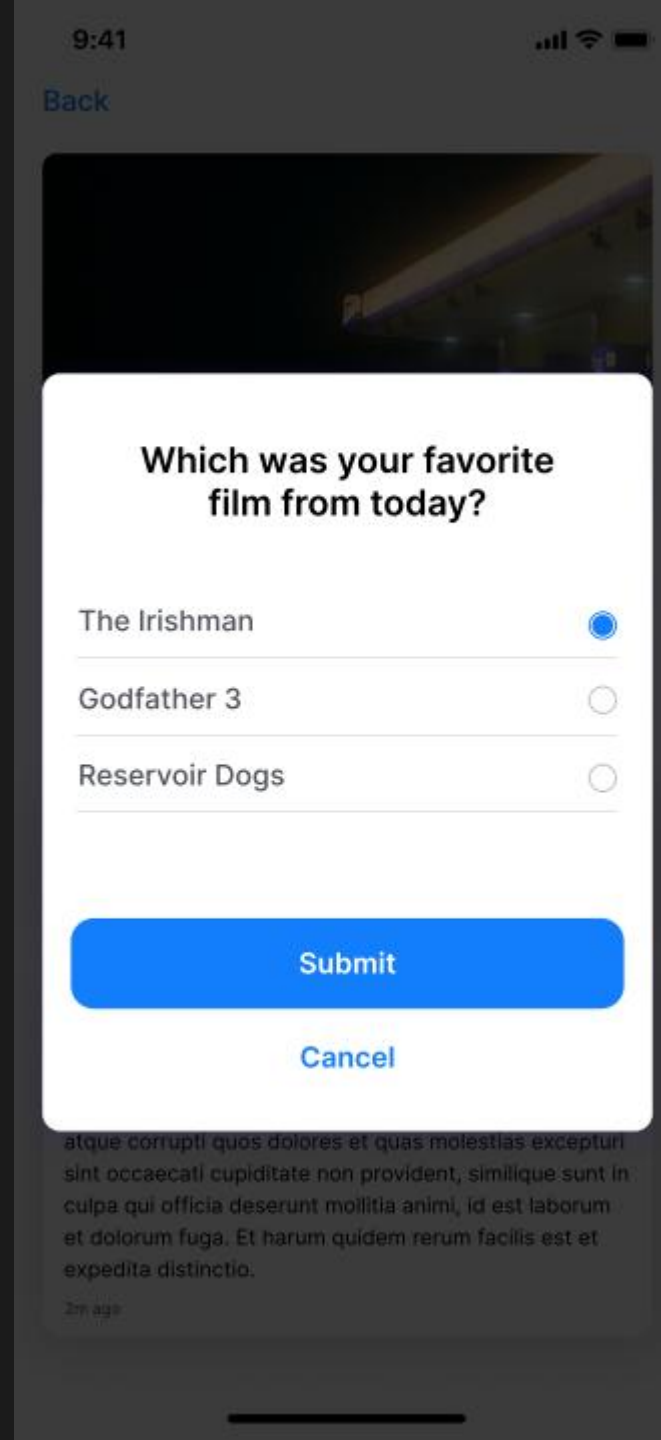 9:41
Back
Which was your favorite
film from today?
The Irishman
Godfather 3
Reservoir Dogs
Submit
Cancel
atque corrupti quos dolores et quas molestias excepturi
sint occaecati cupiditate non provident, similique sunt in
culpa qui officia deserunt mollitia animi, id est laborum
et dolorum fuga. Et harum quidem rerum facilis est et
expedita distinctio.
2m ago